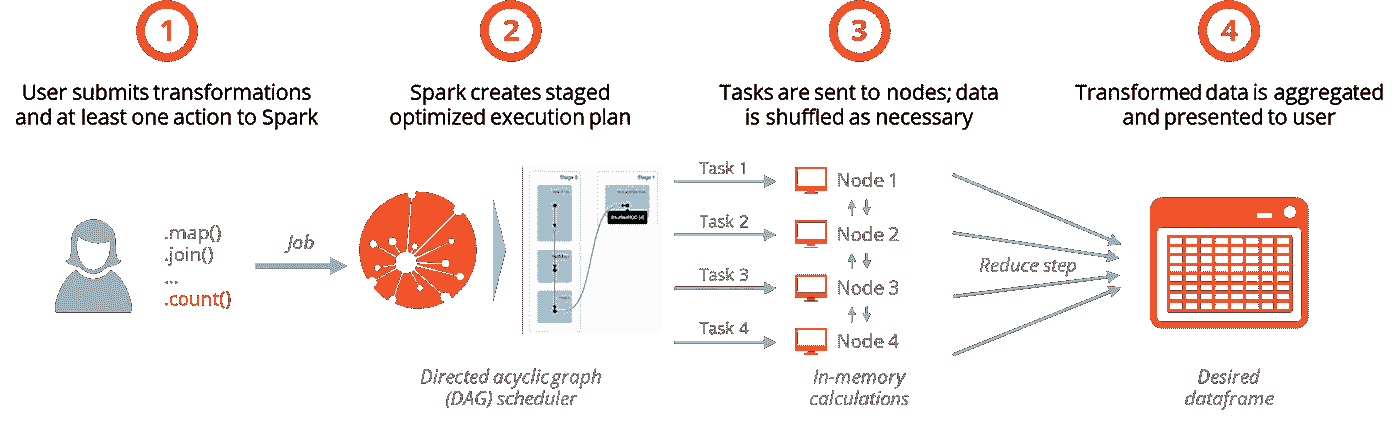 1
2
3
4
User submits transformations
and at least one action to Spark
Spark creates staged
optimized execution plan
Tasks are sent to nodes; data
is shuffled as necessary
Transformed data is aggregated
and presented to user
.map()
.join()
...
.count()
Job
Stage
Stage
Task 1
Task 2
Task 3
Task 4
Node 1
Node 2
Node 3
Node 4
Reduce step
Directed acyclic graph
(DAG) scheduler
In-memory
calculations
Desired
dataframe